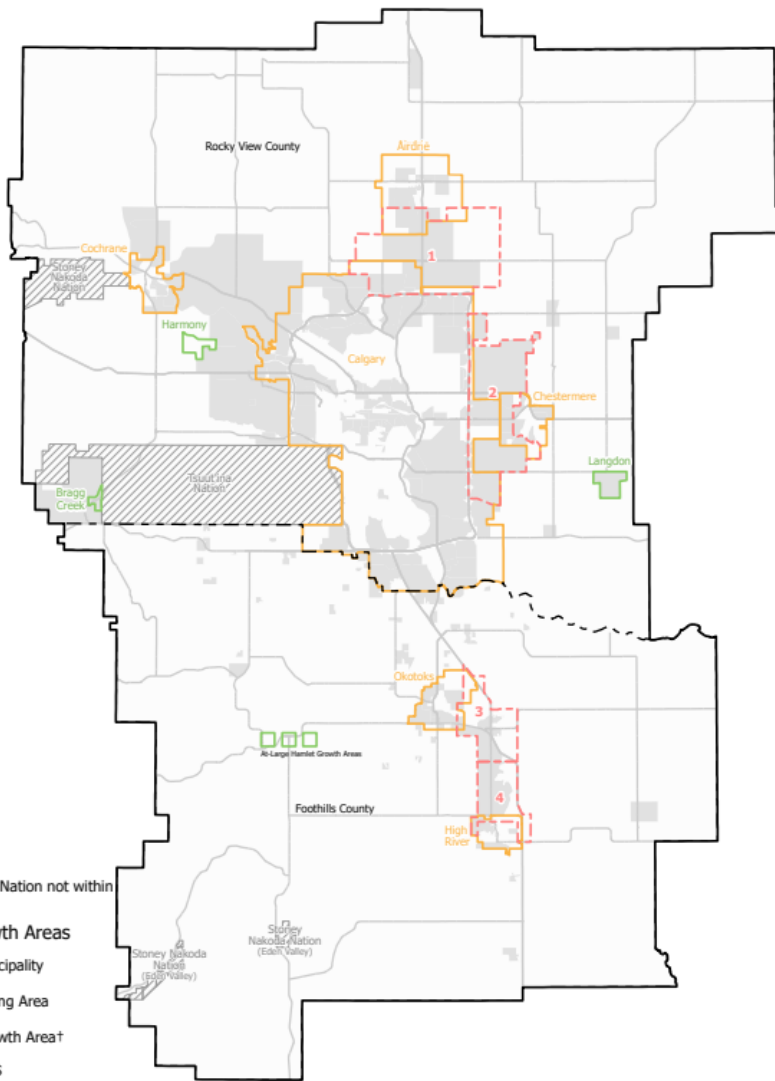 Rocky View County
Airdrie
1
Cochrane
Stoney
Nakoda
Nation
Harmony
Calgary
2
Chestermere
Langdon
Tsuut'ina
Nation
Bragg
Creek
Okotoks
3
At-Large Hamlet Growth Areas
4
Foothills County
High
River
Nation not within
th Areas
Stoney
Nakoda Nation
(Eden Valley)
Stoney Nakoda
Nation
(Eden Valley)
cipality
ng Area
wth Area†
s